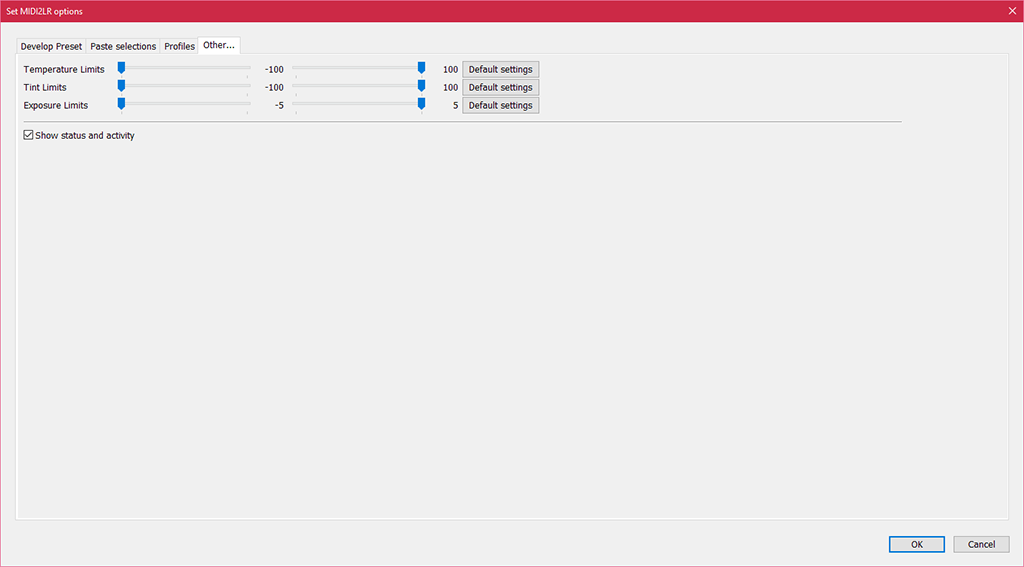 Set MIDI2LR options
Develop Preset Paste selections Profiles Other...
Temperature Limits -100 100 Default settings
Tint Limits -100 100 Default settings
Exposure Limits -5 5 Default settings
Show status and activity
OK Cancel